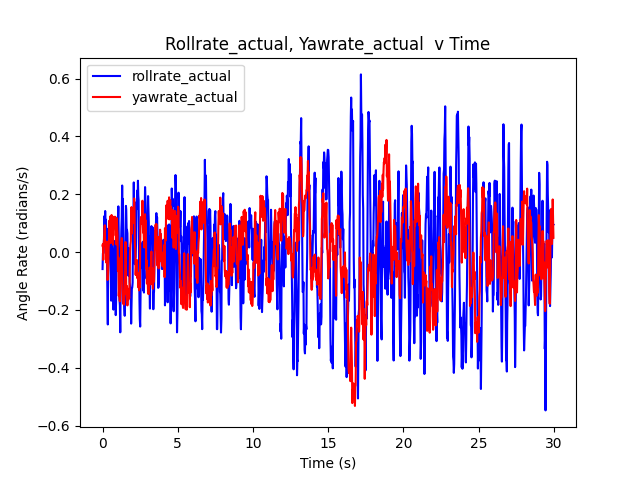 Rollrate_actual, Yawrate_actual  v Time
rollrate_actual
yawrate_actual
Angle Rate (radians/s)
0.6
0.4
0.2
0.0
−0.2
−0.4
−0.6
0
5
10
15
20
25
30
Time (s)